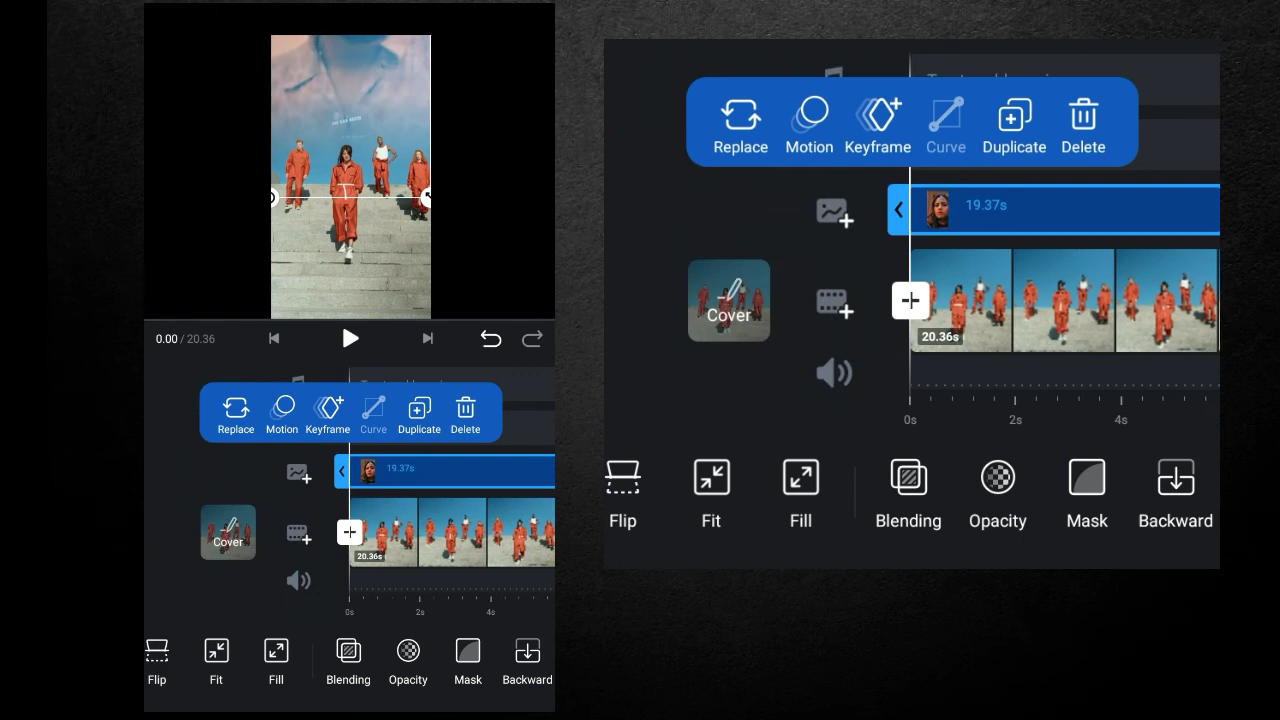 0.00 / 20.36
Replace Motion Keyframe Curve Duplicate Delete
19.37s
Cover
20.36s
0s 2s 4s
Flip Fit Fill Blending Opacity Mask Backward
Replace Motion Keyframe Curve Duplicate Delete
19.37s
Cover
20.36s
0s 2s 4s
Flip Fit Fill Blending Opacity Mask Backward